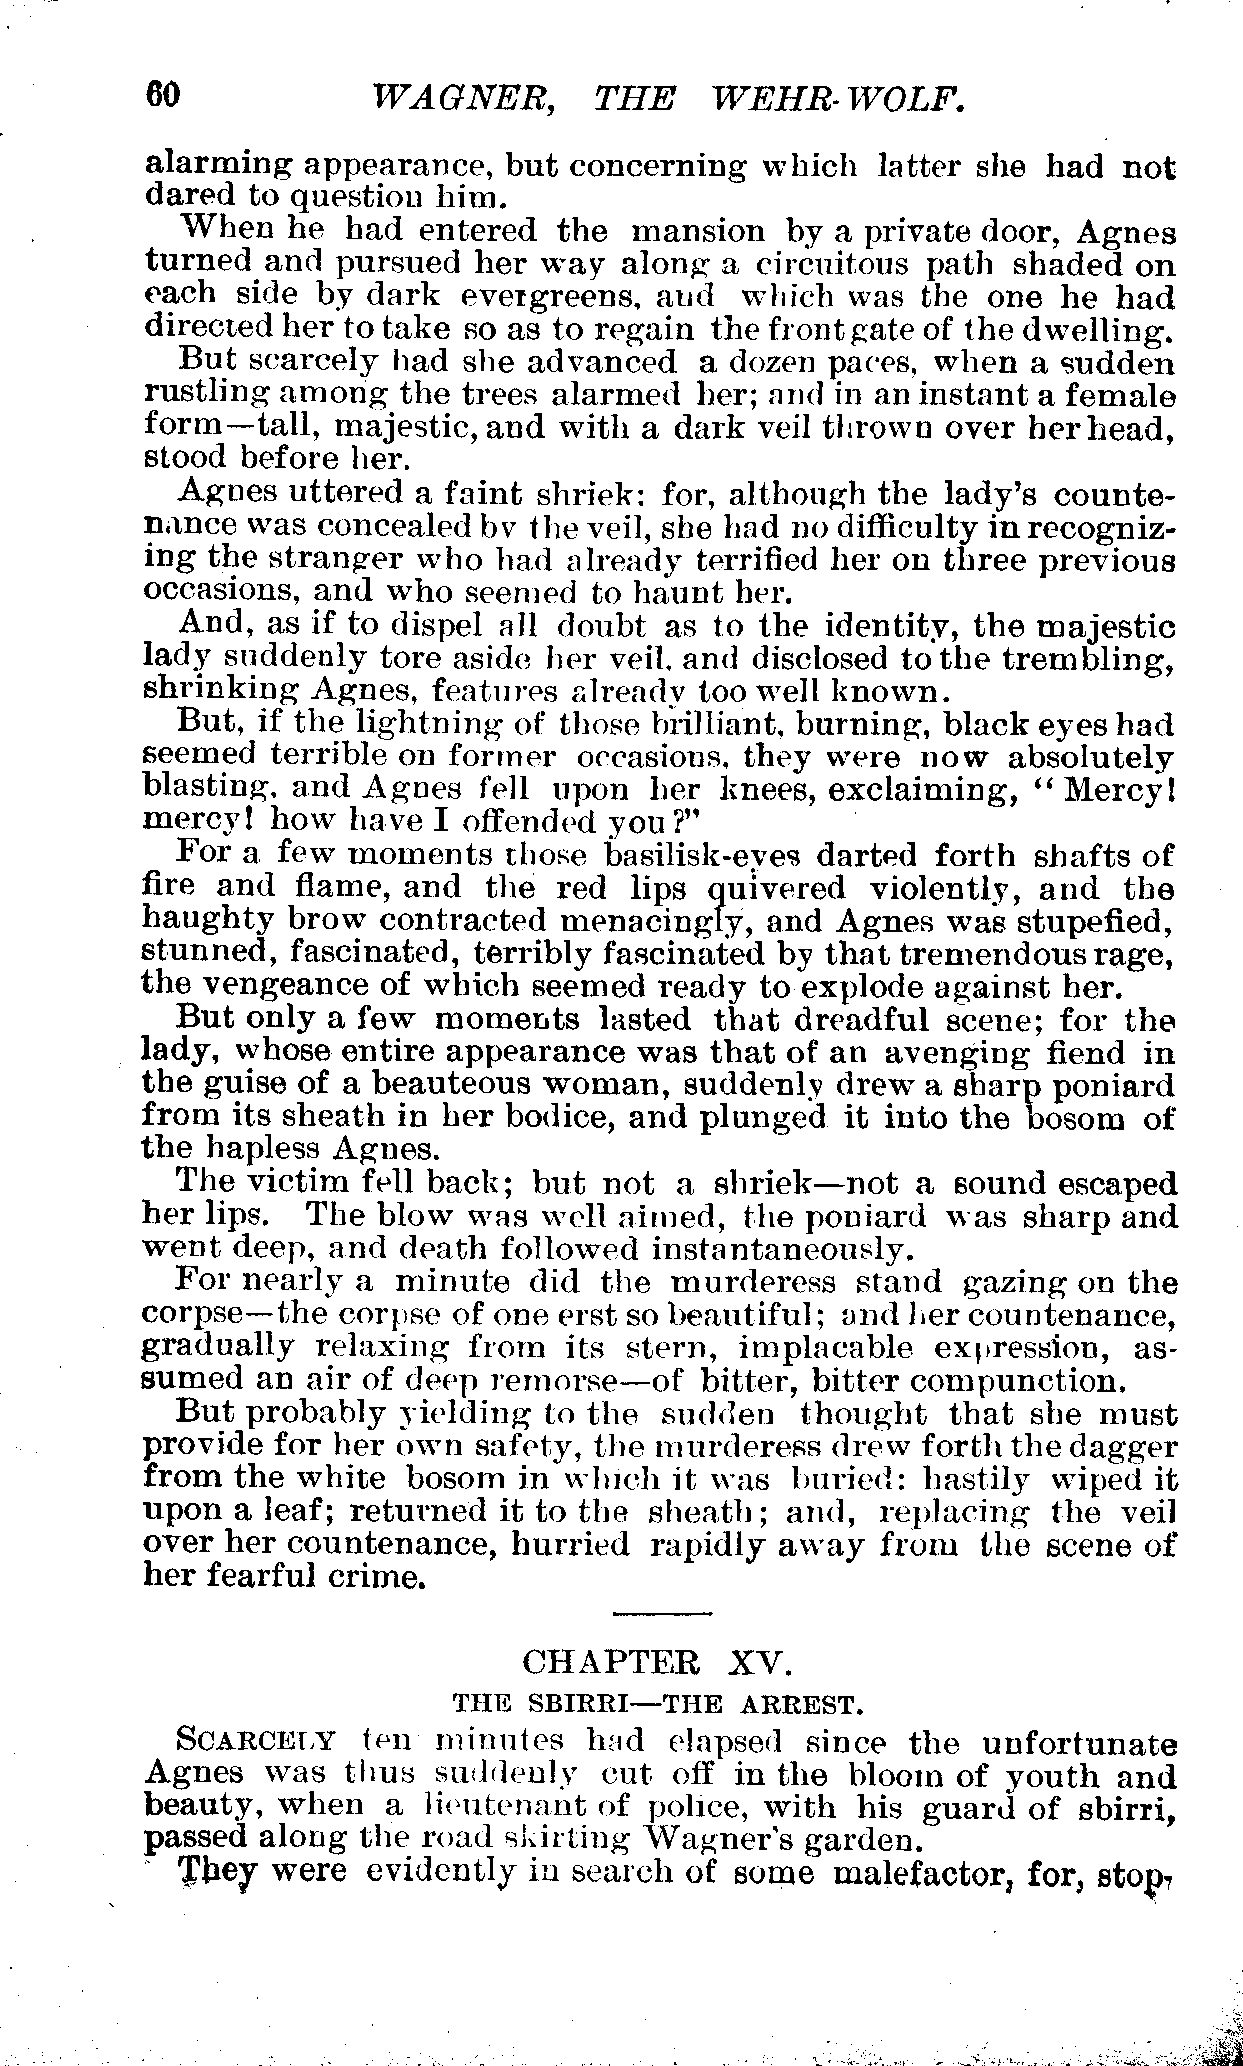 60 WAGNER, THE WEHR-WOLF.
alarming appearance, but concerning which latter she had not
dared to question him.
When he had entered the mansion by a private door, Agnes
turned and pursued her way along a circuitous path shaded on
each side by dark evergreens, and which was the one he had
directed her to take so as to regain the front gate of the dwelling.
But scarcely had she advanced a dozen paces, when a sudden
rustling among the trees alarmed her; and in an instant a female
form—tall, majestic, and with a dark veil thrown over her head,
stood before her.
Agnes uttered a faint shriek: for, although the lady's counte-
nance was concealed by the veil, she had no difficulty in recogniz-
ing the stranger who had already terrified her on three previous
occasions, and who seemed to haunt her.
And, as if to dispel all doubt as to the identity, the majestic
lady suddenly tore aside her veil, and disclosed to the trembling,
shrinking Agnes, features already too well known.
But, if the lightning of those brilliant, burning, black eyes had
seemed terrible on former occasions, they were now absolutely
blasting, and Agnes fell upon her knees, exclaiming, "Mercy!
mercy! how have I offended you?"
For a few moments those basilisk-eyes darted forth shafts of
fire and flame, and the red lips quivered violently, and the
haughty brow contracted menacingly, and Agnes was stupefied,
stunned, fascinated, terribly fascinated by that tremendous rage,
the vengeance of which seemed ready to explode against her.
But only a few moments lasted that dreadful scene; for the
lady, whose entire appearance was that of an avenging fiend in
the guise of a beauteous woman, suddenly drew a sharp poniard
from its sheath in her bodice, and plunged it into the bosom of
the hapless Agnes.
The victim fell back; but not a shriek—not a sound escaped
her lips. The blow was well aimed, the poniard was sharp and
went deep, and death followed instantaneously.
For nearly a minute did the murderess stand gazing on the
corpse—the corpse of one erst so beautiful; and her countenance,
gradually relaxing from its stern, implacable expression, as-
sumed an air of deep remorse—of bitter, bitter compunction.
But probably yielding to the sudden thought that she must
provide for her own safety, the murderess drew forth the dagger
from the white bosom in which it was buried: hastily wiped it
upon a leaf; returned it to the sheath; and, replacing the veil
over her countenance, hurried rapidly away from the scene of
her fearful crime.
CHAPTER XV.
THE SBIRRI—THE ARREST.
SCARCELY ten minutes had elapsed since the unfortunate
Agnes was thus suddenly cut off in the bloom of youth and
beauty, when a lieutenant of police, with his guard of sbirri,
passed along the road skirting Wagner's garden.
They were evidently in search of some malefactor, for, stop-